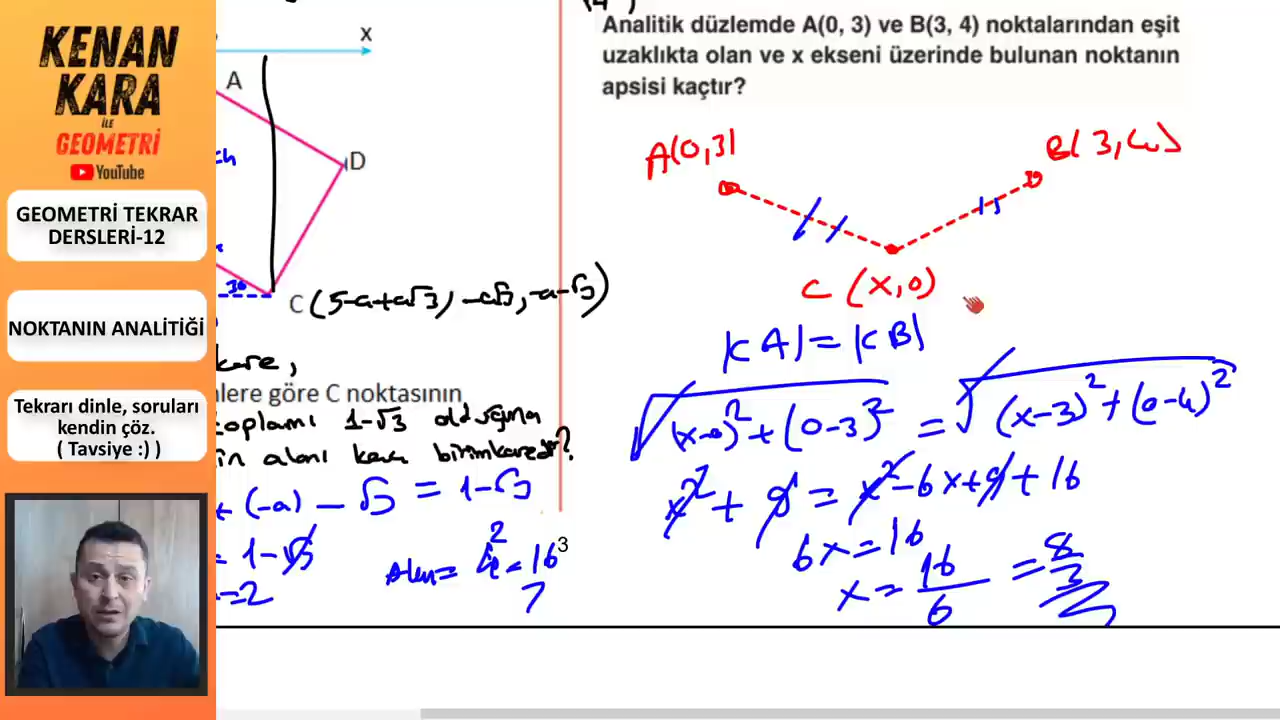 KENAN
KARA
İLE
GEOMETRİ
YouTube
GEOMETRİ TEKRAR
DERSLERİ-12
NOKTANIN ANALİTİĞİ
Tekrarı dinle, soruları
kendin çöz.
( Tavsiye :) )
x
A
D
30
C (5-a+a√3, -a√3, -a-√3)
kare,
nlere göre C noktasının
toplamı 1-√3 olduğuna
in alanı kaç birimkaredir?
+ (-a) - √3 = 1-√3
= 1-√3
=2
Alan = 4² = 16
3
Analitik düzlemde A(0, 3) ve B(3, 4) noktalarından eşit
uzaklıkta olan ve x ekseni üzerinde bulunan noktanın
apsisi kaçtır?
A(0,3)
B(3,4)
C (x,0)
|CA|=|CB|
√(x-0)²+(0-3)² = √(x-3)²+(0-4)²
x²+9 = x²-6x+9+16
6x=16
x=16/6 = 8/3